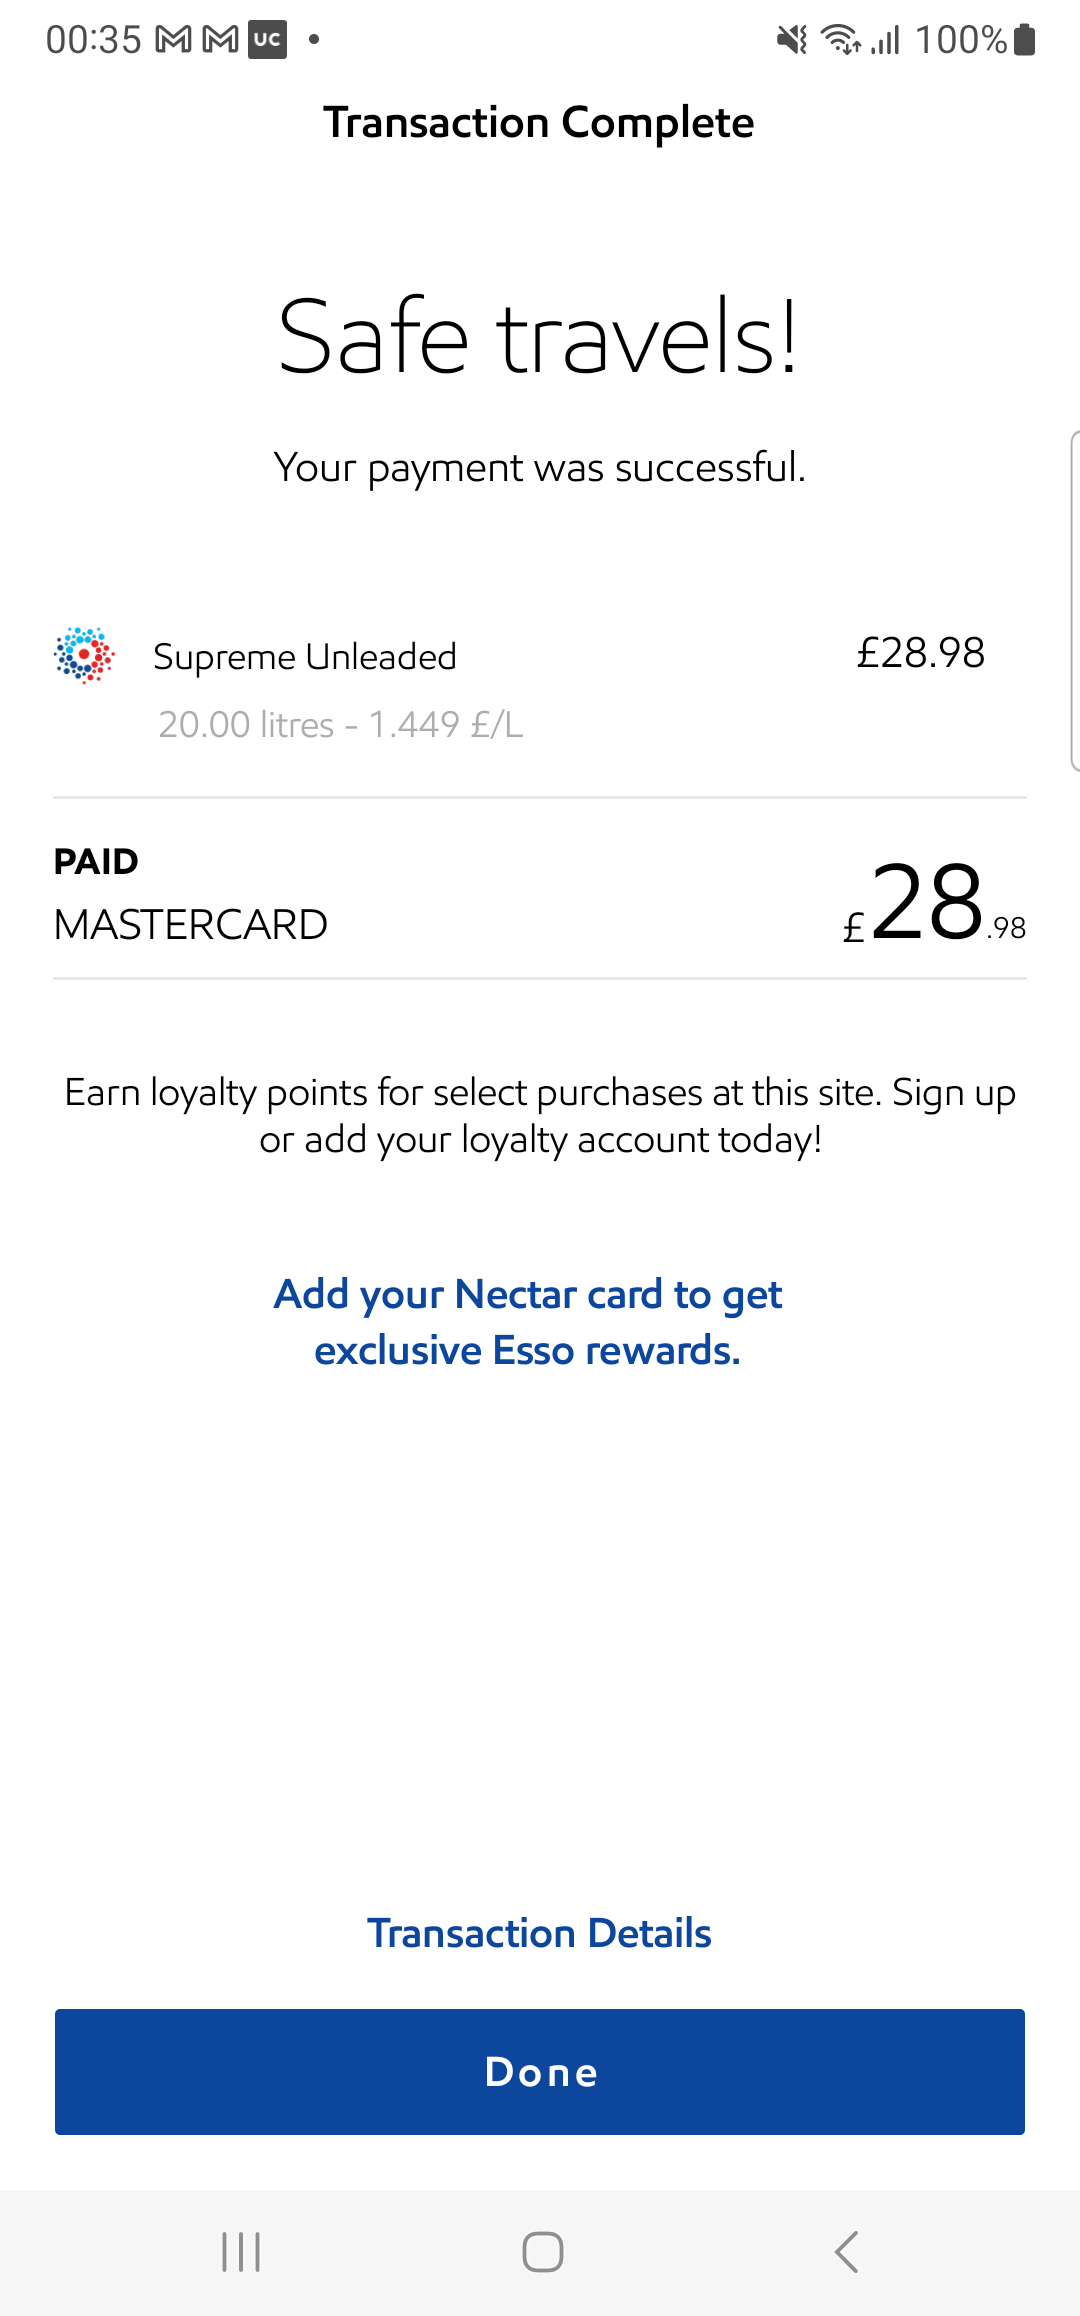 00:35 UC 100%
Transaction Complete
Safe travels!
Your payment was successful.
Supreme Unleaded £28.98
20.00 litres - 1.449 £/L
PAID
MASTERCARD £28.98
Earn loyalty points for select purchases at this site. Sign up
or add your loyalty account today!
Add your Nectar card to get
exclusive Esso rewards.
Transaction Details
Done